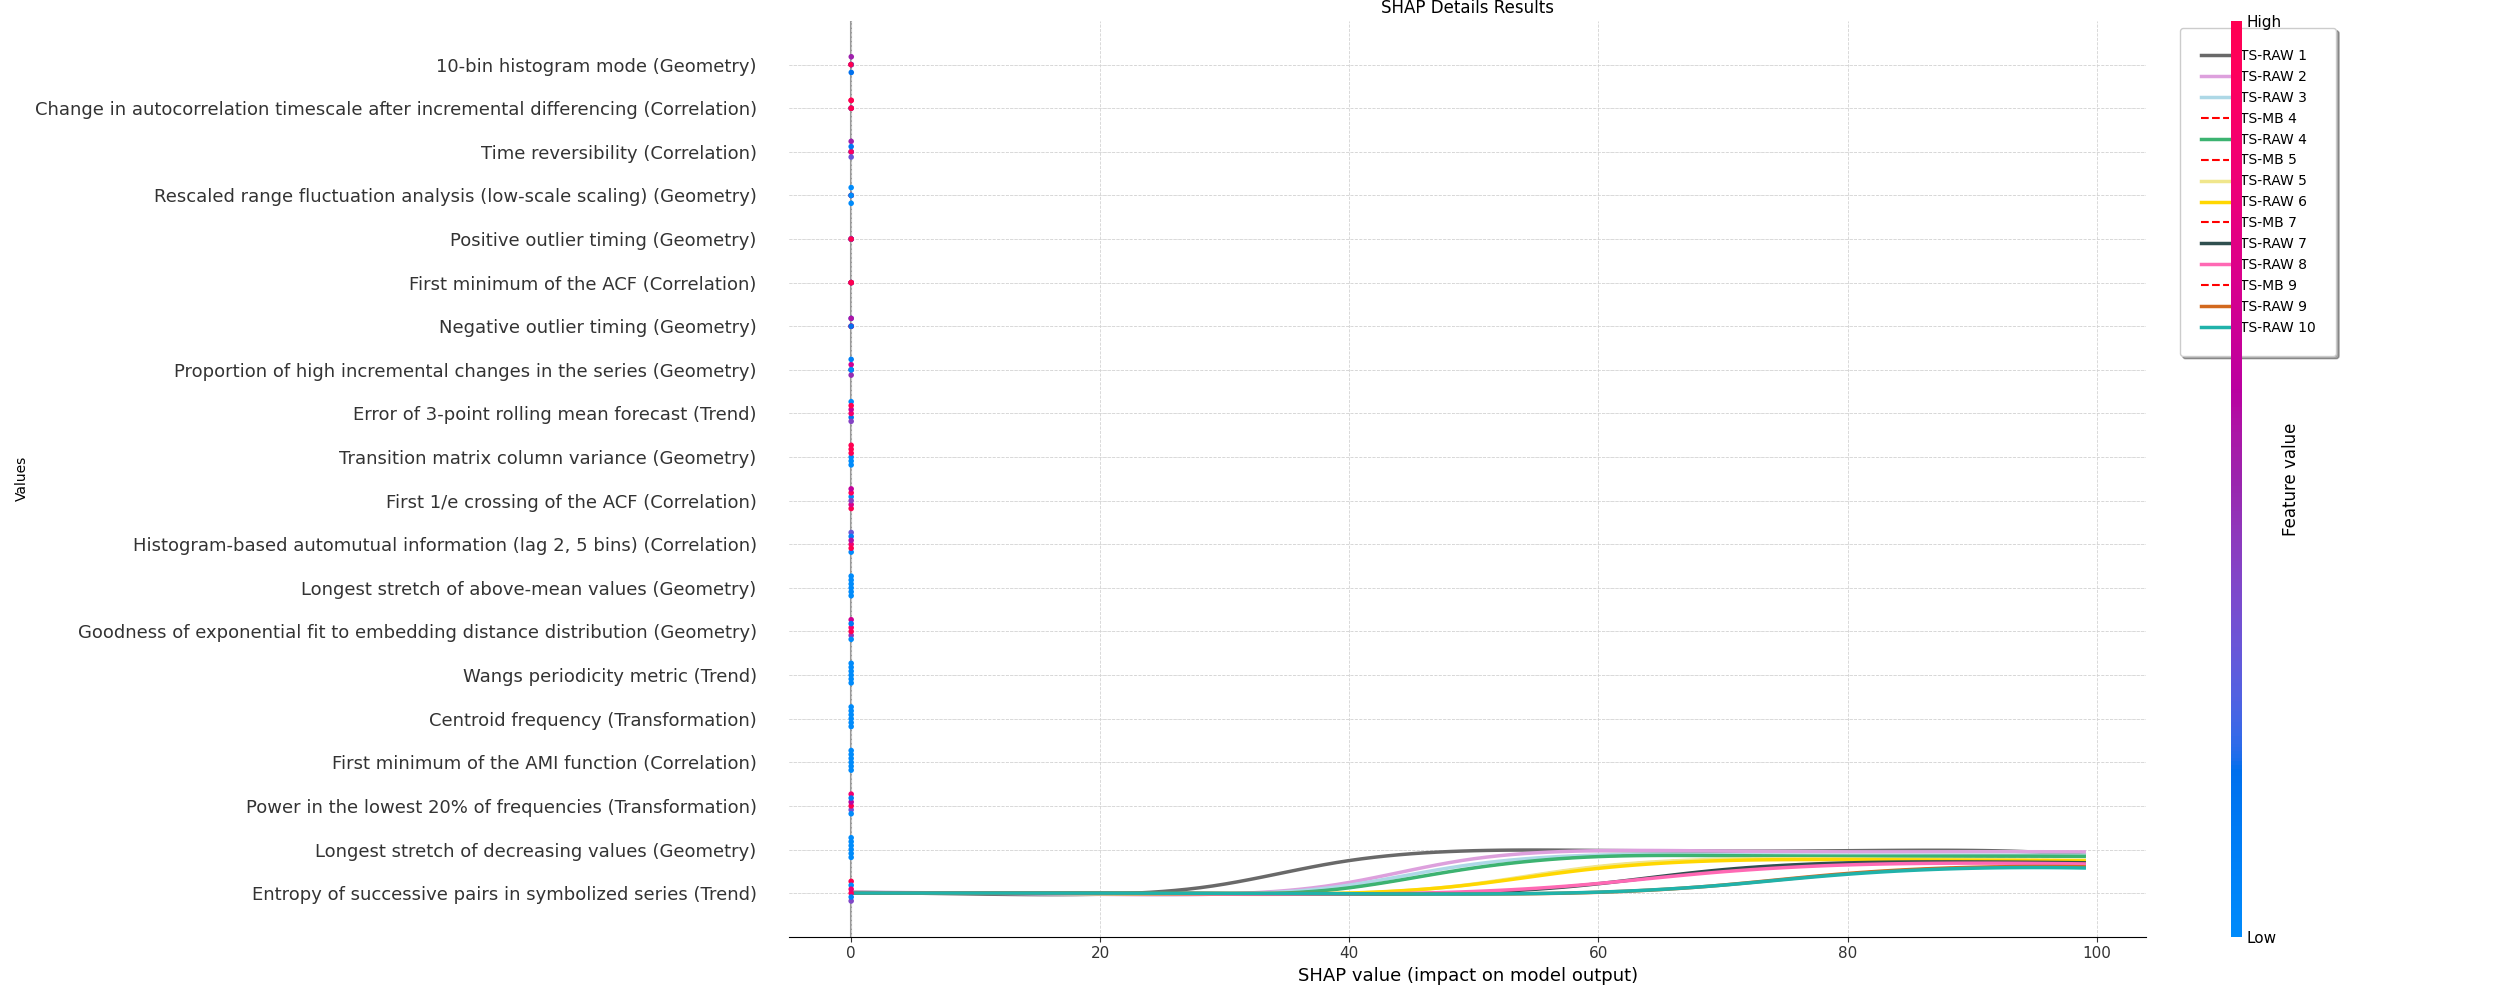 SHAP Details Results
High
10-bin histogram mode (Geometry)
Change in autocorrelation timescale after incremental differencing (Correlation)
Time reversibility (Correlation)
Rescaled range fluctuation analysis (low-scale scaling) (Geometry)
Positive outlier timing (Geometry)
First minimum of the ACF (Correlation)
Negative outlier timing (Geometry)
Proportion of high incremental changes in the series (Geometry)
Error of 3-point rolling mean forecast (Trend)
Transition matrix column variance (Geometry)
First 1/e crossing of the ACF (Correlation)
Histogram-based automutual information (lag 2, 5 bins) (Correlation)
Longest stretch of above-mean values (Geometry)
Goodness of exponential fit to embedding distance distribution (Geometry)
Wangs periodicity metric (Trend)
Centroid frequency (Transformation)
First minimum of the AMI function (Correlation)
Power in the lowest 20% of frequencies (Transformation)
Longest stretch of decreasing values (Geometry)
Entropy of successive pairs in symbolized series (Trend)
Values
0
20
40
60
80
100
SHAP value (impact on model output)
TS-RAW 1
TS-RAW 2
TS-RAW 3
TS-MB 4
TS-RAW 4
TS-MB 5
TS-RAW 5
TS-RAW 6
TS-MB 7
TS-RAW 7
TS-RAW 8
TS-MB 9
TS-RAW 9
TS-RAW 10
Feature value
Low